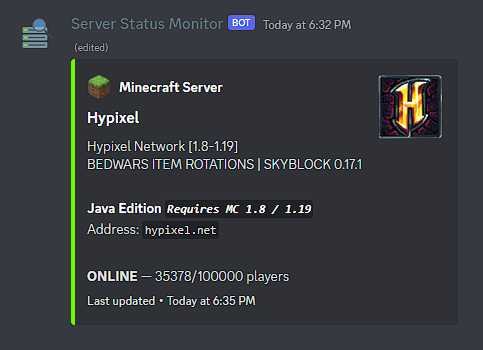 Server Status Monitor BOT Today at 6:32 PM
(edited)
Minecraft Server
H
Hypixel
Hypixel Network [1.8-1.19]
BEDWARS ITEM ROTATIONS | SKYBLOCK 0.17.1
Java Edition Requires MC 1.8 / 1.19
Address: hypixel.net
ONLINE — 35378/100000 players
Last updated • Today at 6:35 PM